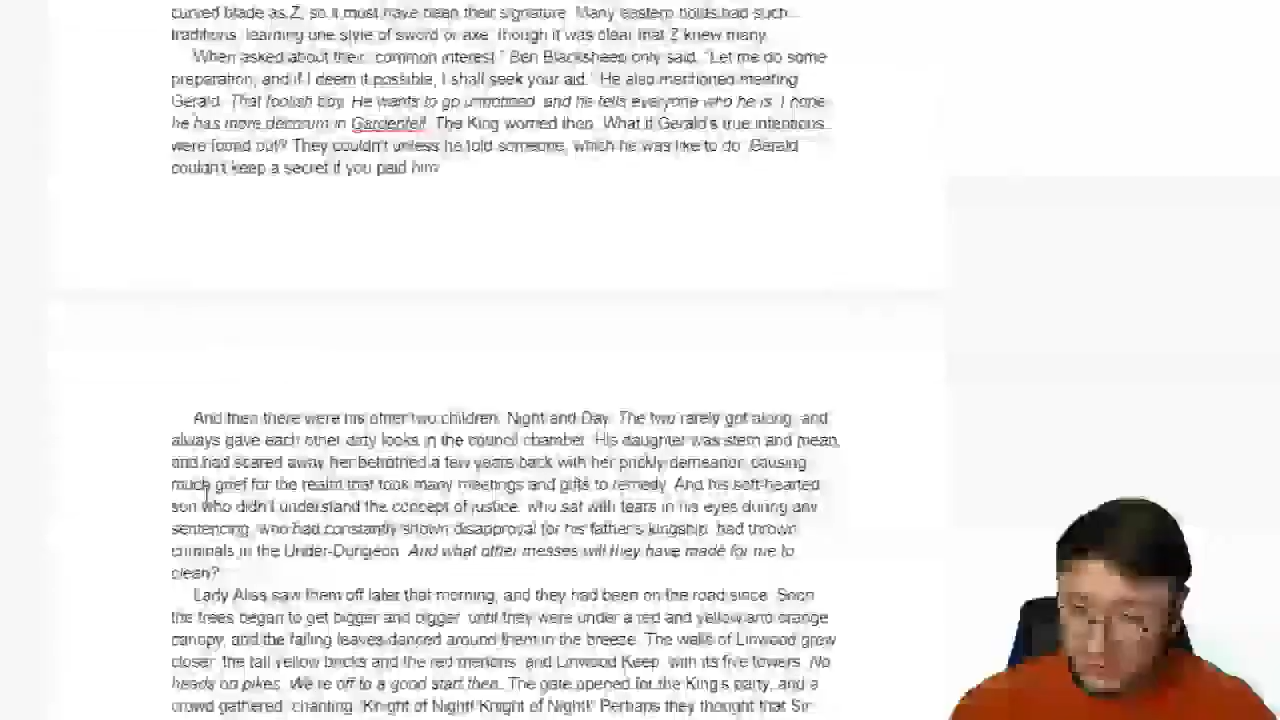 curved blade as Z, so it must have been their signature. Many eastern holds had such
traditions, learning one style of sword or axe, though it was clear that Z knew many.
When asked about their "common interest," Ben Blacksheep only said, "Let me do some
preparation, and if I deem it possible, I shall seek your aid." He also mentioned meeting
Gerald. That foolish boy. He wants to go unnoticed, and he tells everyone who he is. I hope
he has more decorum in Gardenfell. The King worried then. What if Gerald's true intentions
were found out? They couldn't unless he told someone, which he was like to do. Gerald
couldn't keep a secret if you paid him.
And then there were his other two children, Night and Day. The two rarely got along, and
always gave each other dirty looks in the council chamber. His daughter was stern and mean,
and had scared away her betrothed a few years back with her prickly demeanor, causing
much grief for the realm that took many meetings and gifts to remedy. And his soft-hearted
son who didn't understand the concept of justice, who sat with tears in his eyes during any
sentencing, who had constantly shown disapproval for his father's kingship, had thrown
criminals in the Under-Dungeon. And what other messes will they have made for me to
clean?
Lady Aliss saw them off later that morning, and they had been on the road since. Soon
the trees began to get bigger and bigger, until they were under a red and yellow and orange
canopy, and the falling leaves danced around them in the breeze. The walls of Linwood grew
closer, the tall yellow bricks and the red merlons, and Linwood Keep, with its five towers. No
heads on pikes. We're off to a good start then. The gate opened for the King's party, and a
crowd gathered, chanting, "Knight of Night! Knight of Night!" Perhaps they thought that Sir